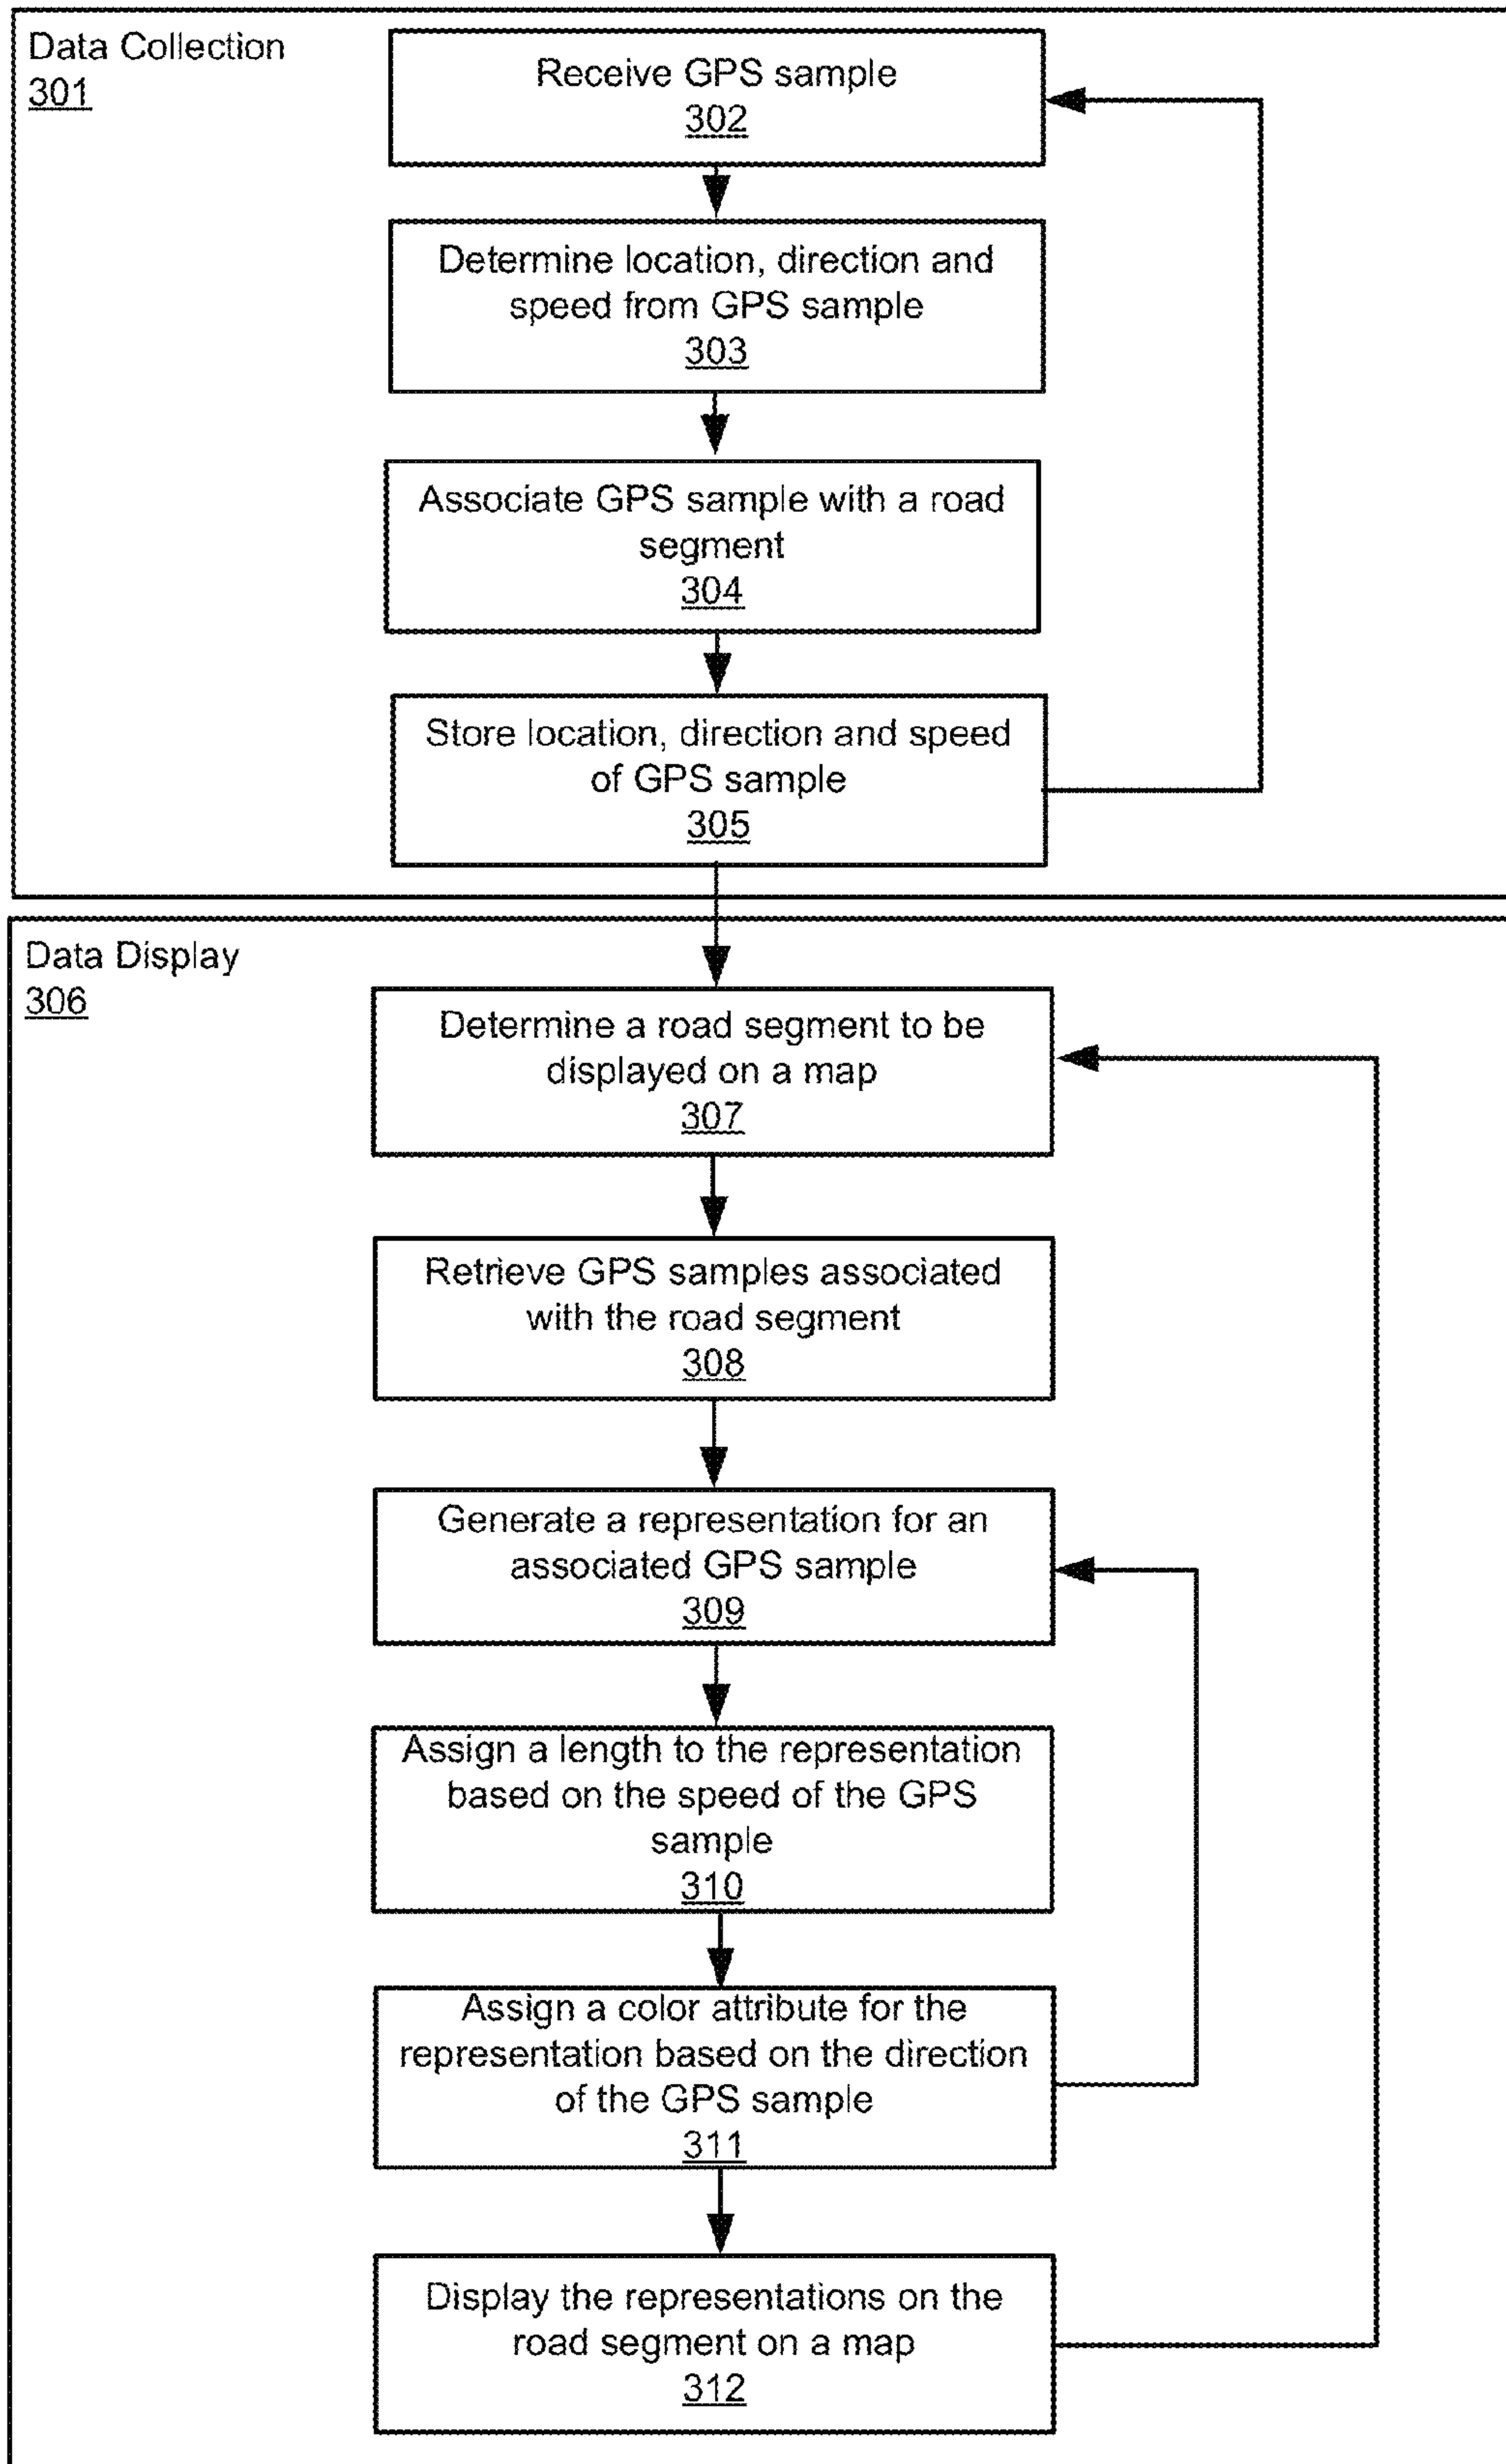 Data Collection
301
Receive GPS sample
302
Determine location, direction and
speed from GPS sample
303
Associate GPS sample with a road
segment
304
Store location, direction and speed
of GPS sample
305
Data Display
306
Determine a road segment to be
displayed on a map
307
Retrieve GPS samples associated
with the road segment
308
Generate a representation for an
associated GPS sample
309
Assign a length to the representation
based on the speed of the GPS
sample
310
Assign a color attribute for the
representation based on the direction
of the GPS sample
311
Display the representations on the
road segment on a map
312